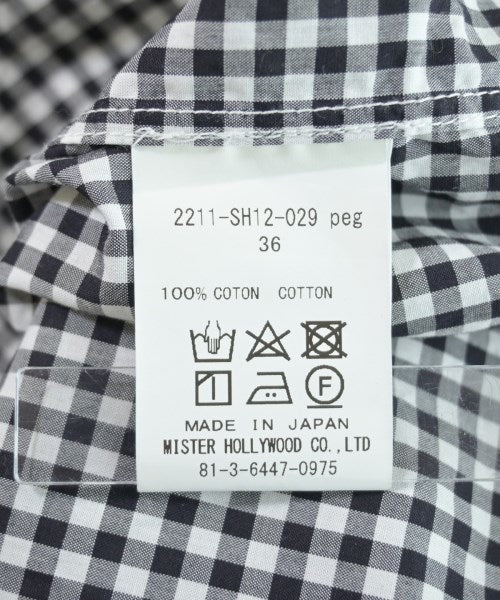 2211-SH12-029 peg
36
100% COTON COTTON
F
MADE IN JAPAN
MISTER HOLLYWOOD CO., LTD
81-3-6447-0975